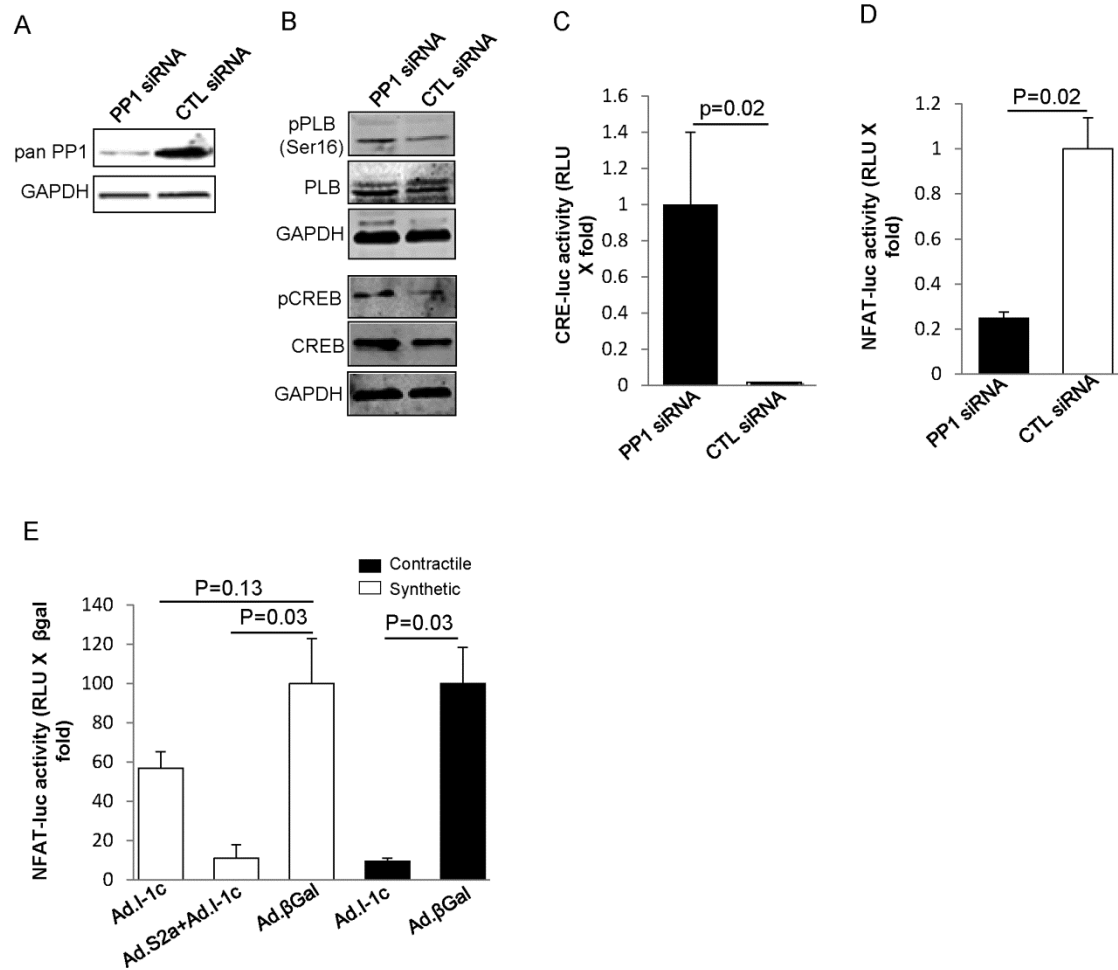 A
PP1 siRNA
CTL siRNA
pan PP1
GAPDH
B
PP1 siRNA
CTL siRNA
pPLB
(Ser16)
PLB
GAPDH
pCREB
CREB
GAPDH
C
CRE-luc activity (RLU
X fold)
1.6
1.4
1.2
1
0.8
0.6
0.4
0.2
0
p=0.02
PP1 siRNA
CTL siRNA
D
NFAT-luc activity (RLU X
fold)
1.2
1
0.8
0.6
0.4
0.2
0
P=0.02
PP1 siRNA
CTL siRNA
E
Contractile
Synthetic
NFAT-luc activity (RLU X βgal
fold)
140
120
100
80
60
40
20
0
P=0.13
P=0.03
P=0.03
Ad.I-1c
Ad.S2a+Ad.I-1c
Ad.βGal
Ad.I-1c
Ad.βGal